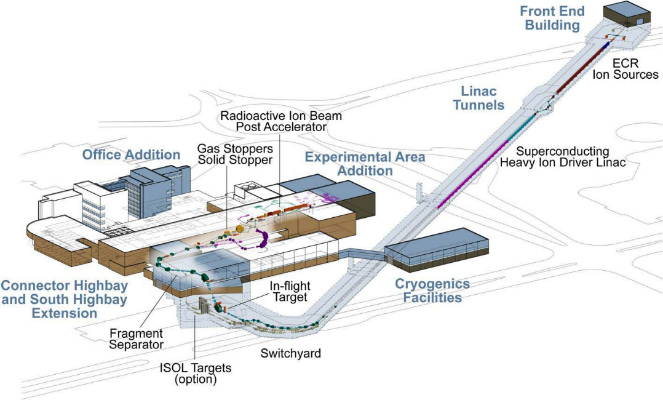 Front End
Building
ECR
Ion Sources
Linac
Tunnels
Radioactive Ion Beam
Post Accelerator
Superconducting
Heavy Ion Driver Linac
Gas Stoppers
Solid Stopper
Office Addition
Experimental Area
Addition
Connector Highbay
and South Highbay
Extension
In-flight
Target
Cryogenics
Facilities
Fragment
Separator
Switchyard
ISOL Targets
(option)